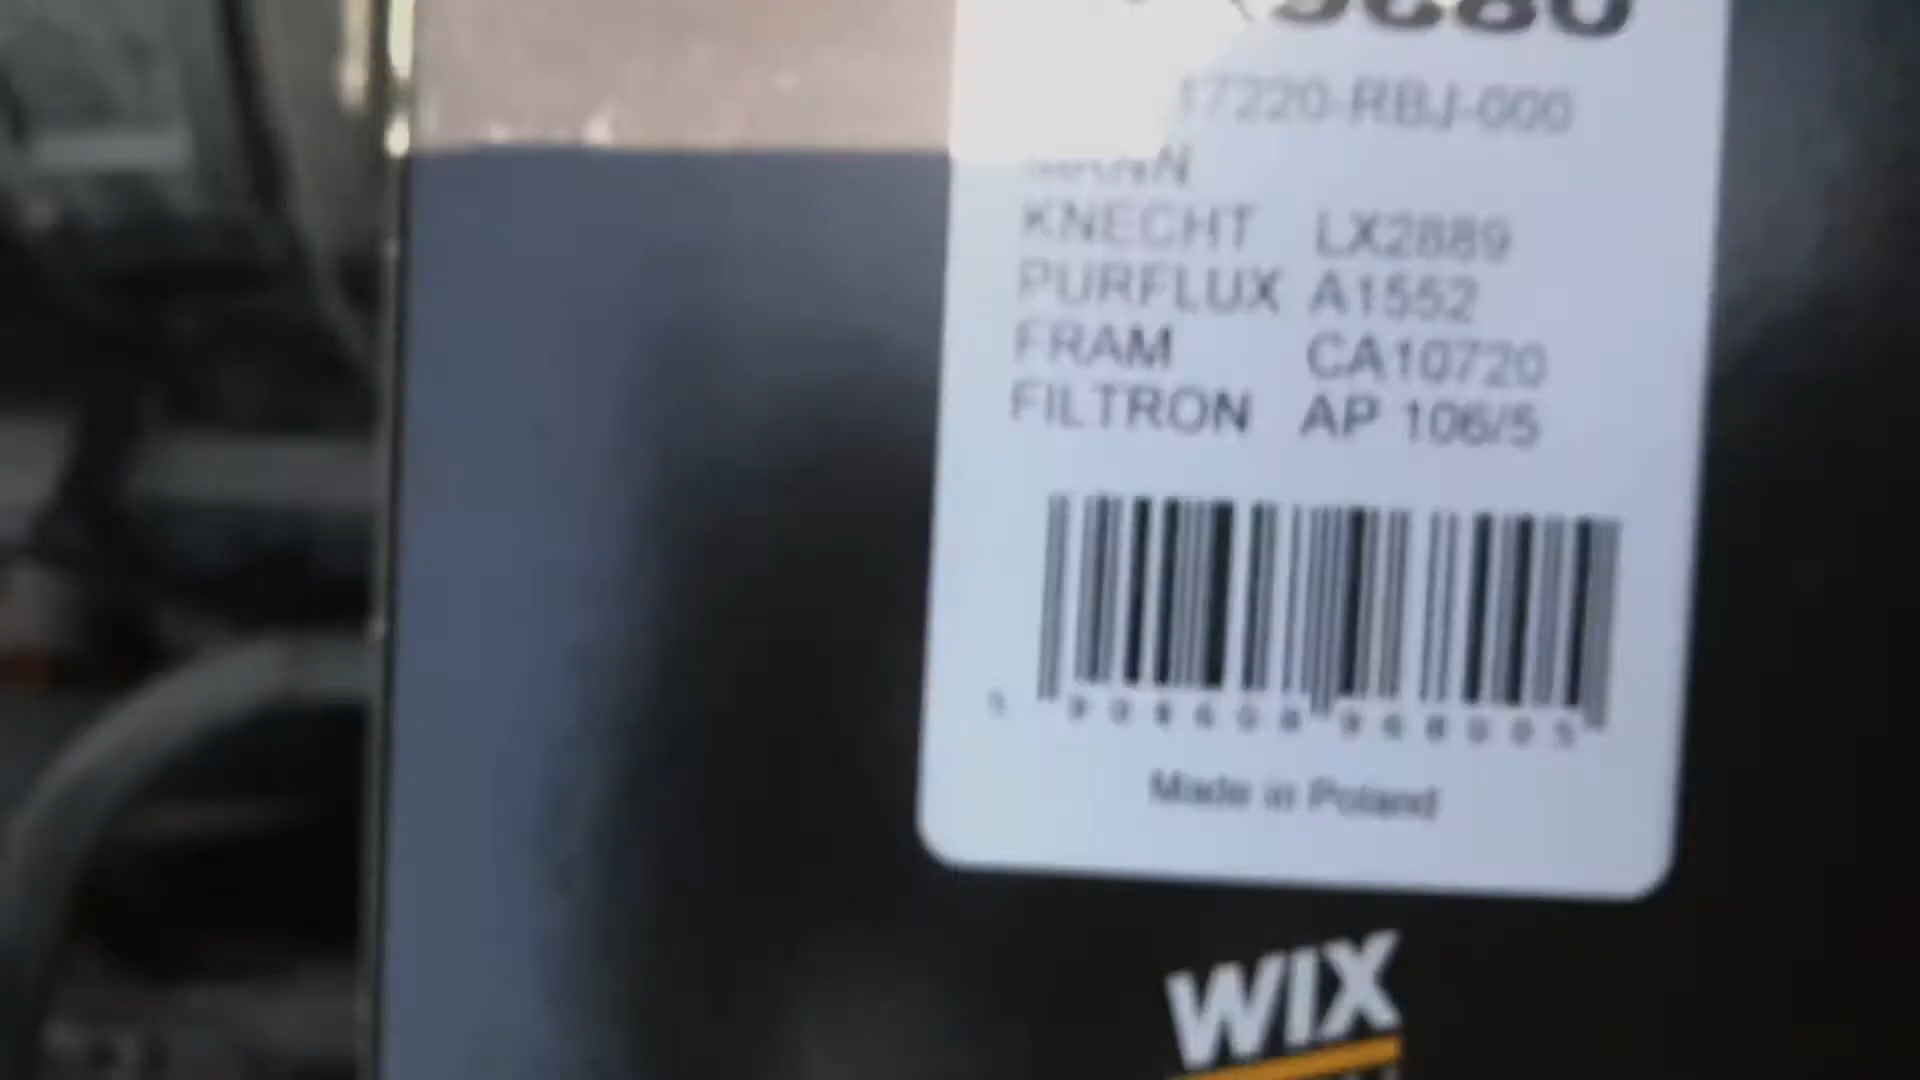 17220-RBJ-000
KNECHT LX2889
PURFLUX A1552
FRAM CA10720
FILTRON AP 106/5
Made in Poland
WIX